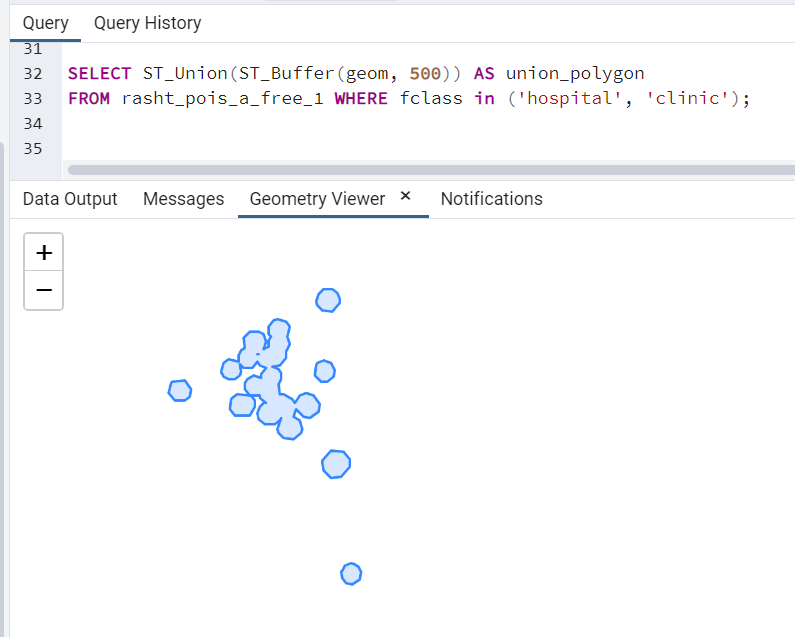 Query Query History
31
32 SELECT ST_Union(ST_Buffer(geom, 500)) AS union_polygon
33 FROM rasht_pois_a_free_1 WHERE fclass in ('hospital', 'clinic');
34
35
Data Output Messages Geometry Viewer × Notifications
+
−